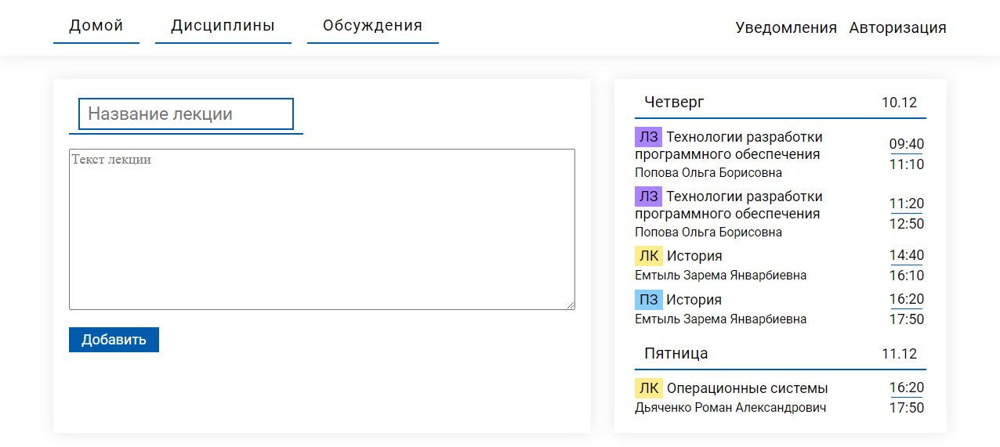 Домой Дисциплины Обсуждения Уведомления Авторизация
Название лекции
Текст лекции
Добавить
Четверг 10.12
ЛЗ Технологии разработки
программного обеспечения
Попова Ольга Борисовна
09:40
11:10
ЛЗ Технологии разработки
программного обеспечения
Попова Ольга Борисовна
11:20
12:50
ЛК История
Емтыль Зарема Январбиевна
14:40
16:10
ПЗ История
Емтыль Зарема Январбиевна
16:20
17:50
Пятница 11.12
ЛК Операционные системы
Дьяченко Роман Александрович
16:20
17:50